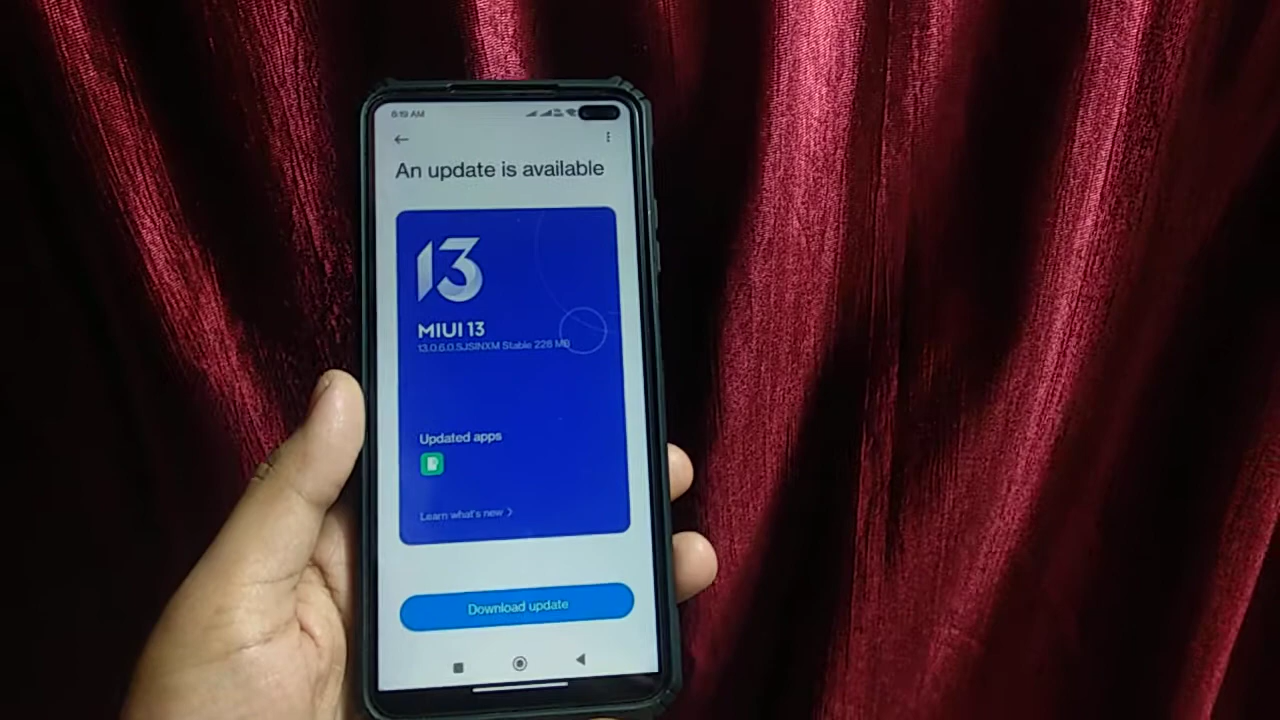 6:19 AM
An update is available
13
MIUI 13
13.0.6.0.SJSINXM Stable 226 MB
Updated apps
Learn what's new >
Download update